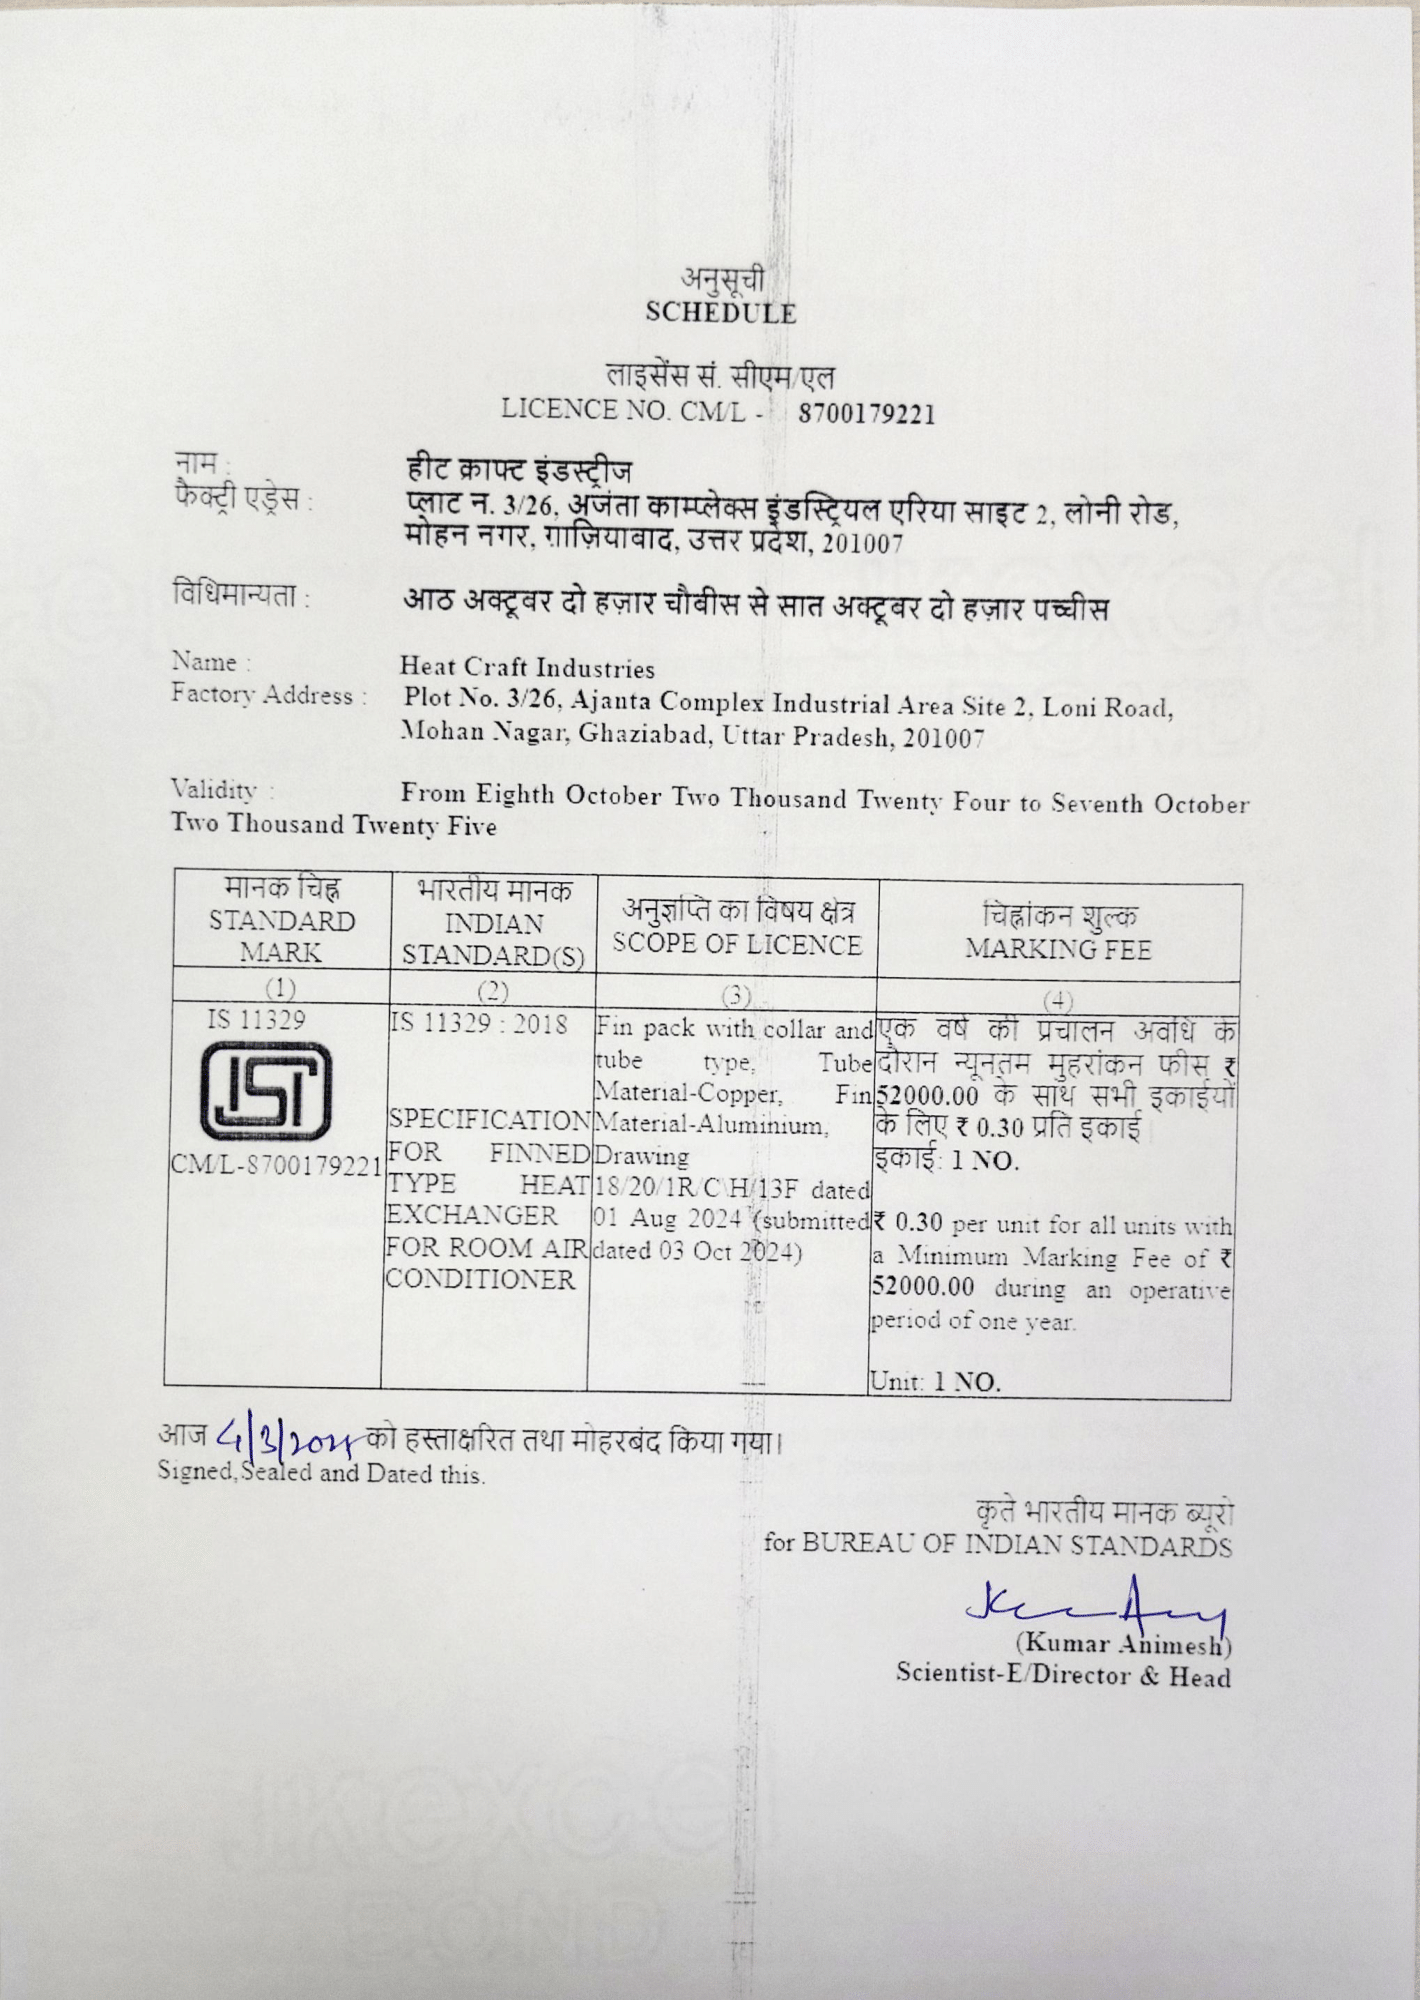 अनुसूची
SCHEDULE
लाइसेंस सं. सीएम/एल
LICENCE NO. CM/L - 8700179221
नाम :
हीट क्राफ्ट इंडस्ट्रीज
फैक्ट्री एड्रेस :
प्लाट न. 3/26, अजंता काम्प्लेक्स इंडस्ट्रियल एरिया साइट 2, लोनी रोड,
मोहन नगर, ग़ाज़ियाबाद, उत्तर प्रदेश, 201007
विधिमान्यता :
आठ अक्टूबर दो हज़ार चौबीस से सात अक्टूबर दो हज़ार पच्चीस
Name :
Heat Craft Industries
Factory Address :
Plot No. 3/26, Ajanta Complex Industrial Area Site 2, Loni Road,
Mohan Nagar, Ghaziabad, Uttar Pradesh, 201007
Validity :
From Eighth October Two Thousand Twenty Four to Seventh October
Two Thousand Twenty Five
मानक चिह्न
STANDARD
MARK
भारतीय मानक
INDIAN
STANDARD(S)
अनुज्ञप्ति का विषय क्षेत्र
SCOPE OF LICENCE
चिह्नांकन शुल्क
MARKING FEE
(1)
(2)
(3)
(4)
IS 11329
ISI
CM/L-8700179221
IS 11329 : 2018
SPECIFICATION
FOR FINNED
TYPE HEAT
EXCHANGER
FOR ROOM AIR
CONDITIONER
Fin pack with collar and
tube type, Tube
Material-Copper, Fin
Material-Aluminium,
Drawing
18/20/1R/C\H/13F dated
01 Aug 2024 (submitted
dated 03 Oct 2024)
एक वर्ष की प्रचालन अवधि के
दौरान न्यूनतम मुहरांकन फीस ₹
52000.00 के साथ सभी इकाईयों
के लिए ₹ 0.30 प्रति इकाई
इकाई: 1 NO.
₹ 0.30 per unit for all units with
a Minimum Marking Fee of ₹
52000.00 during an operative
period of one year.
Unit: 1 NO.
आज को हस्ताक्षरित तथा मोहरबंद किया गया।
Signed,Sealed and Dated this.
कृते भारतीय मानक ब्यूरो
for BUREAU OF INDIAN STANDARDS
(Kumar Animesh)
Scientist-E/Director & Head